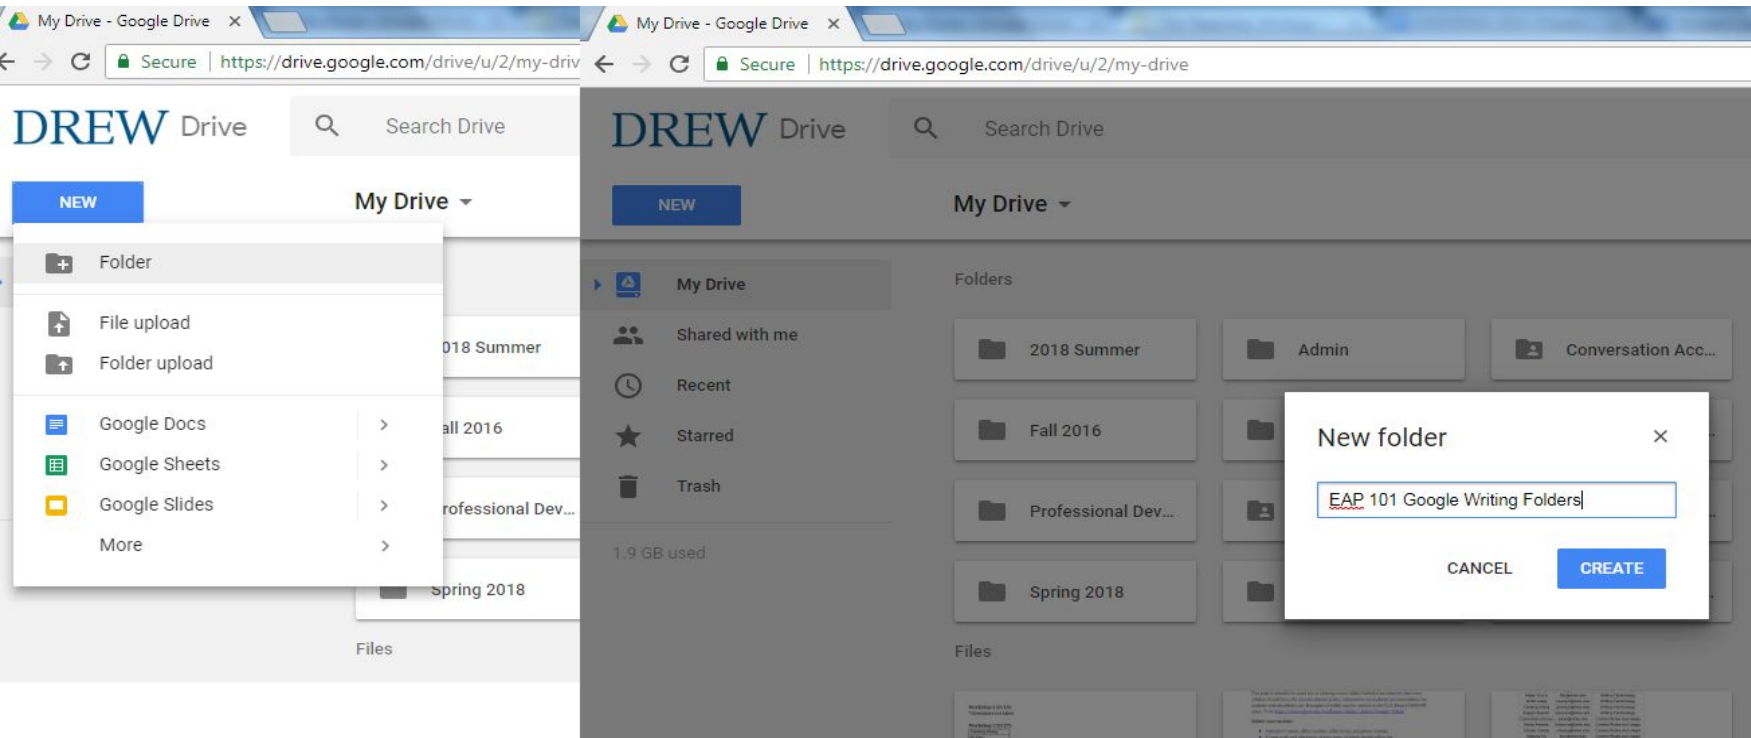 My Drive - Google Drive
Secure | https://drive.google.com/drive/u/2/my-driv
DREW Drive
Search Drive
NEW
My Drive
Folder
File upload
Folder upload
Google Docs
Google Sheets
Google Slides
More
018 Summer
all 2016
rofessional Dev...
Spring 2018
Files
My Drive - Google Drive
Secure | https://drive.google.com/drive/u/2/my-drive
DREW Drive
Search Drive
NEW
My Drive
My Drive
Shared with me
Recent
Starred
Trash
1.9 GB used
Folders
2018 Summer
Admin
Conversation Acc...
Fall 2016
Professional Dev...
Spring 2018
Files
New folder
EAP 101 Google Writing Folders
CANCEL
CREATE